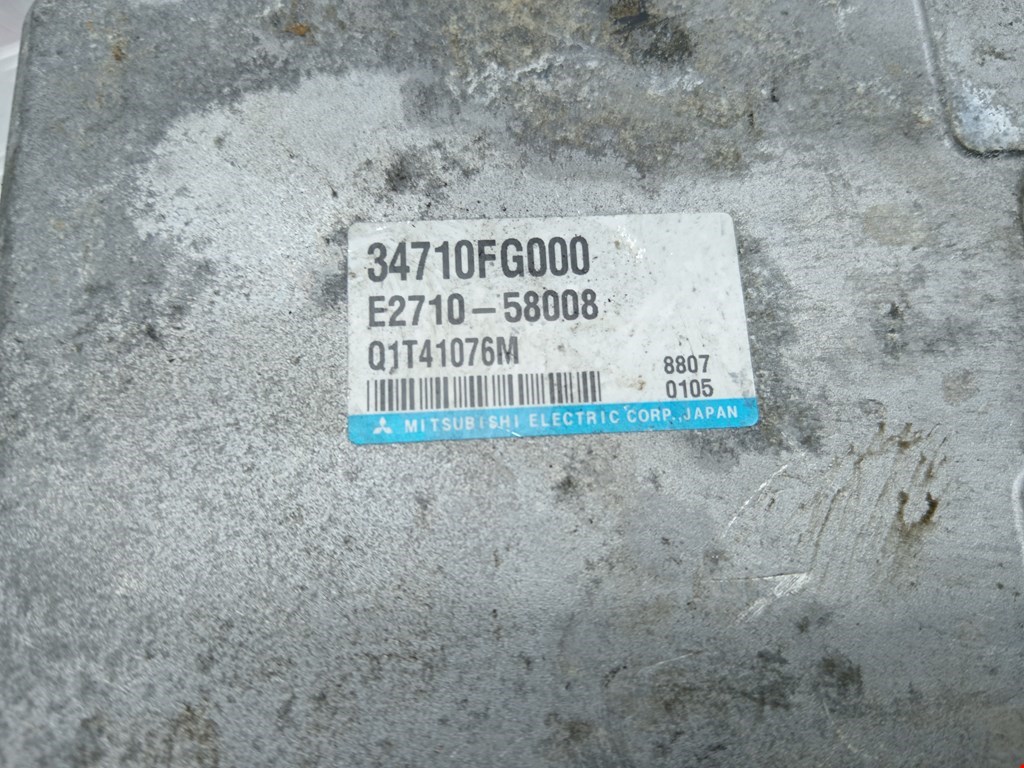 34710FG000
E2710-58008
Q1T41076M
8807
0105
MITSUBISHI ELECTRIC CORP., JAPAN